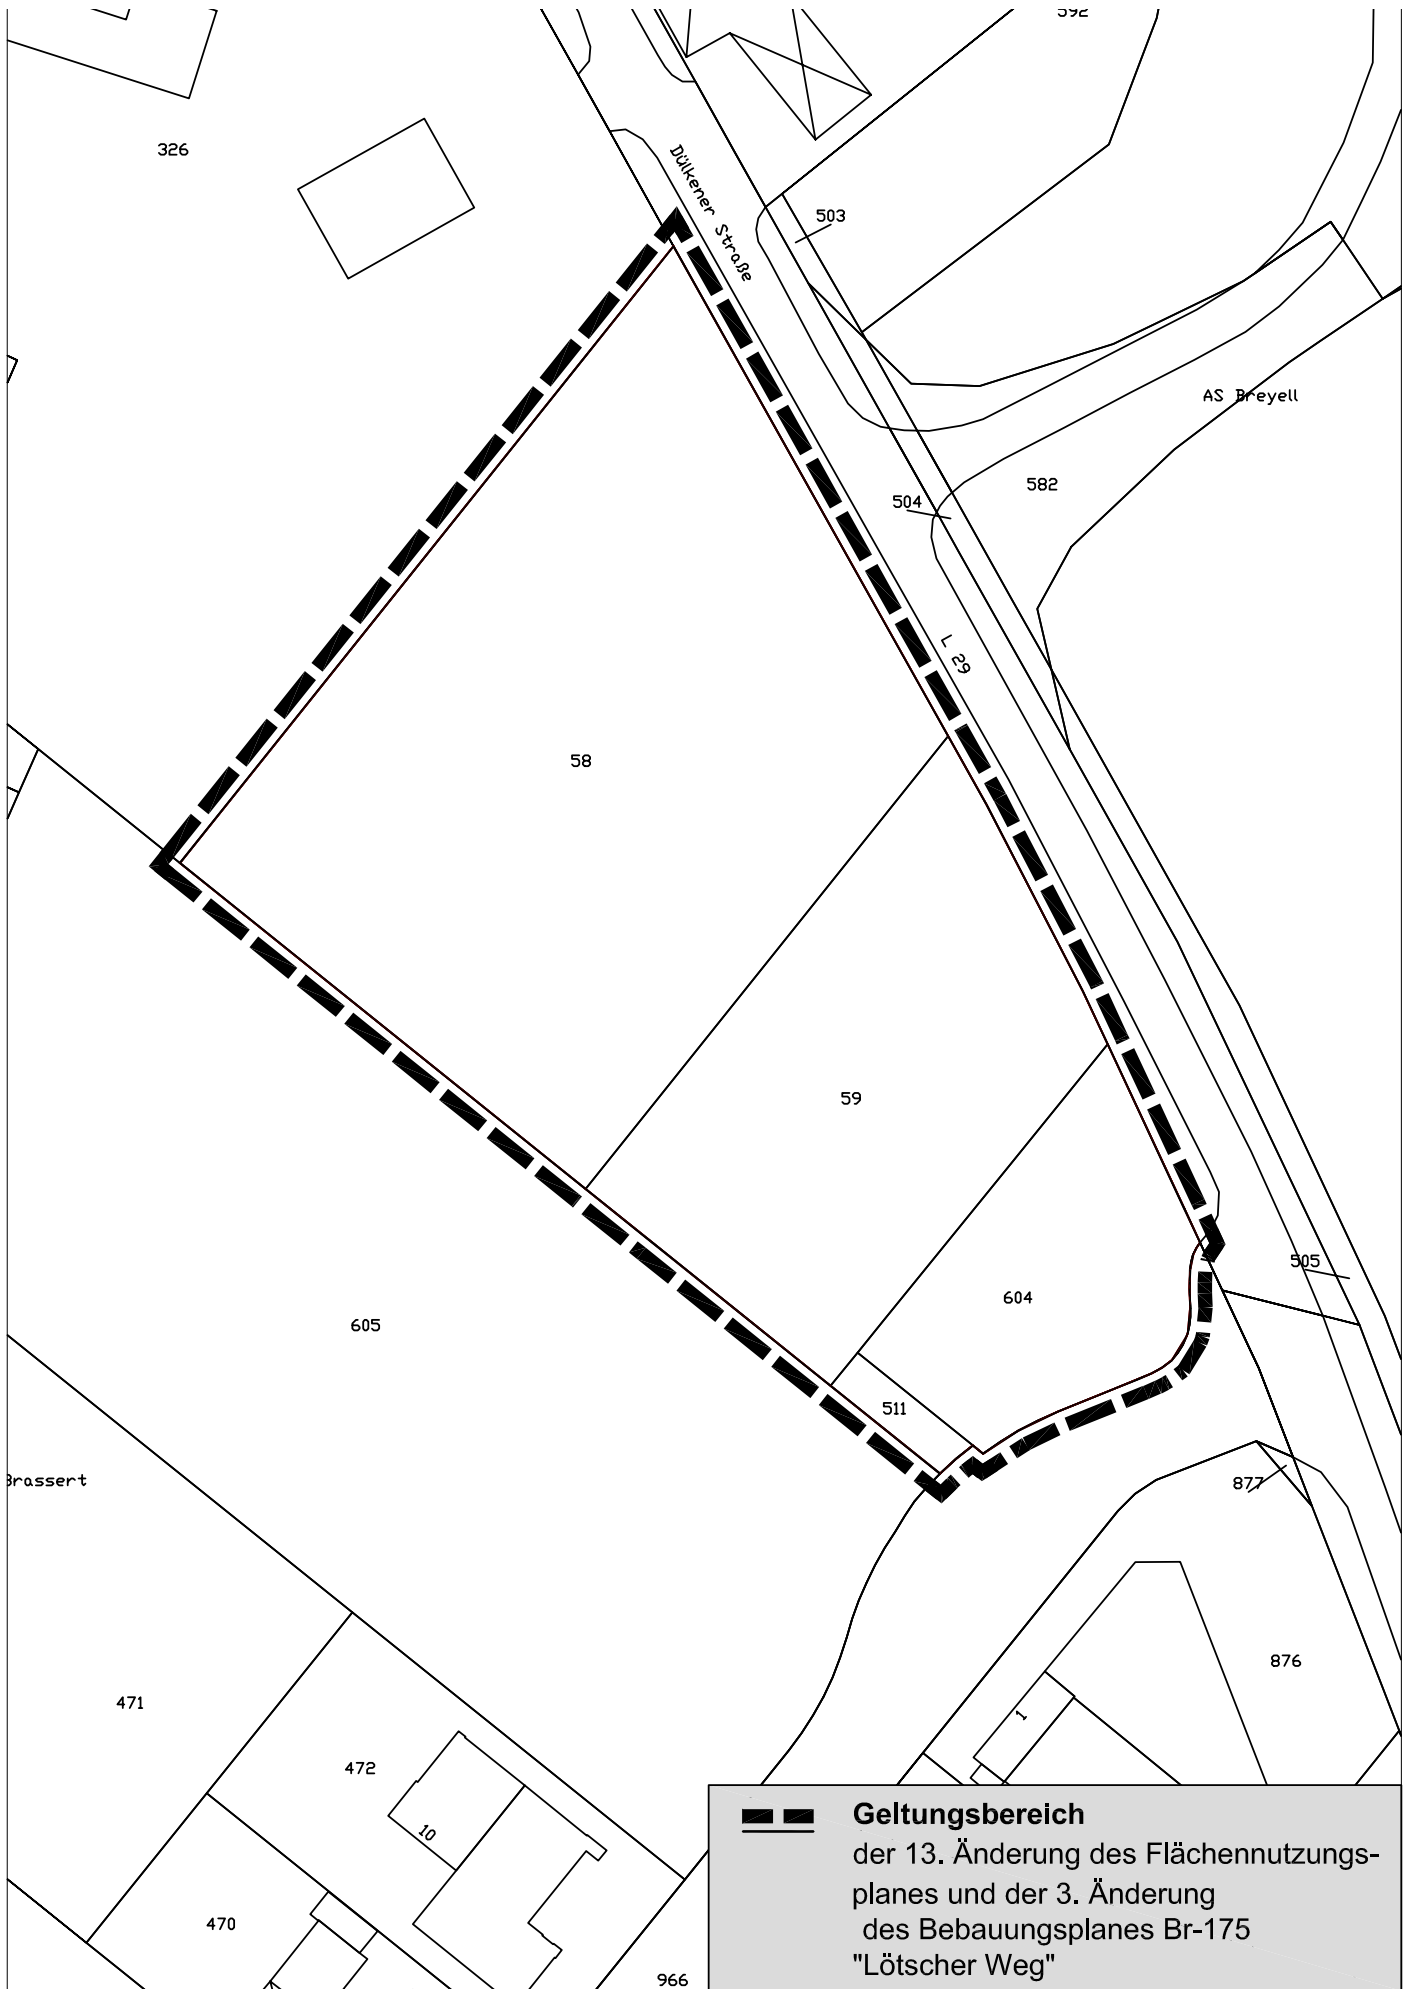 592
326
Dülkener Straße
503
AS Breyell
582
504
L 29
58
59
505
604
605
511
877
876
471
1
472
10
470
966
Geltungsbereich
der 13. Änderung des Flächennutzungs-
planes und der 3. Änderung
des Bebauungsplanes Br-175
"Lötscher Weg"